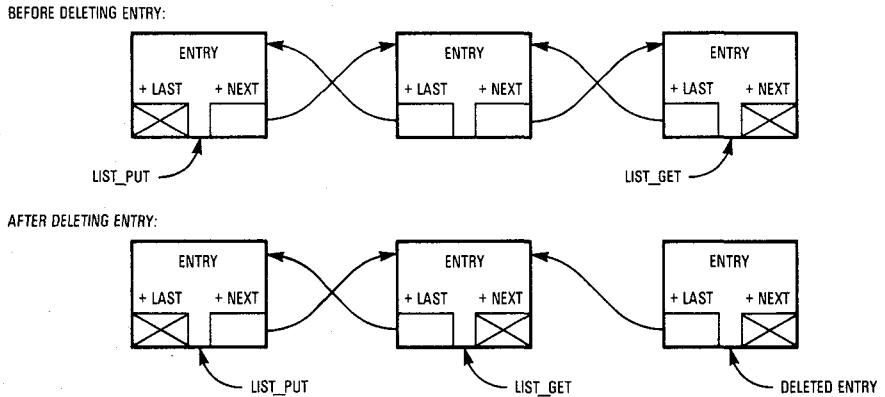 BEFORE DELETING ENTRY:
ENTRY ENTRY ENTRY
+ LAST + NEXT + LAST + NEXT + LAST + NEXT
LIST_PUT LIST_GET
AFTER DELETING ENTRY:
ENTRY ENTRY ENTRY
+ LAST + NEXT + LAST + NEXT + LAST + NEXT
LIST_PUT LIST_GET DELETED ENTRY